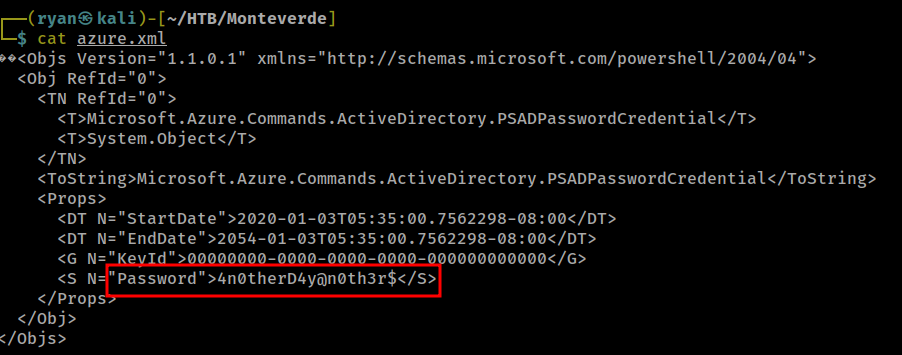 ┌──(ryan㉿kali)-[~/HTB/Monteverde]
└─$ cat azure.xml
��<Objs Version="1.1.0.1" xmlns="http://schemas.microsoft.com/powershell/2004/04">
  <Obj RefId="0">
    <TN RefId="0">
      <T>Microsoft.Azure.Commands.ActiveDirectory.PSADPasswordCredential</T>
      <T>System.Object</T>
    </TN>
    <ToString>Microsoft.Azure.Commands.ActiveDirectory.PSADPasswordCredential</ToString>
    <Props>
      <DT N="StartDate">2020-01-03T05:35:00.7562298-08:00</DT>
      <DT N="EndDate">2054-01-03T05:35:00.7562298-08:00</DT>
      <G N="KeyId">00000000-0000-0000-0000-000000000000</G>
      <S N="Password">4n0therD4y@n0th3r$</S>
    </Props>
  </Obj>
</Objs>